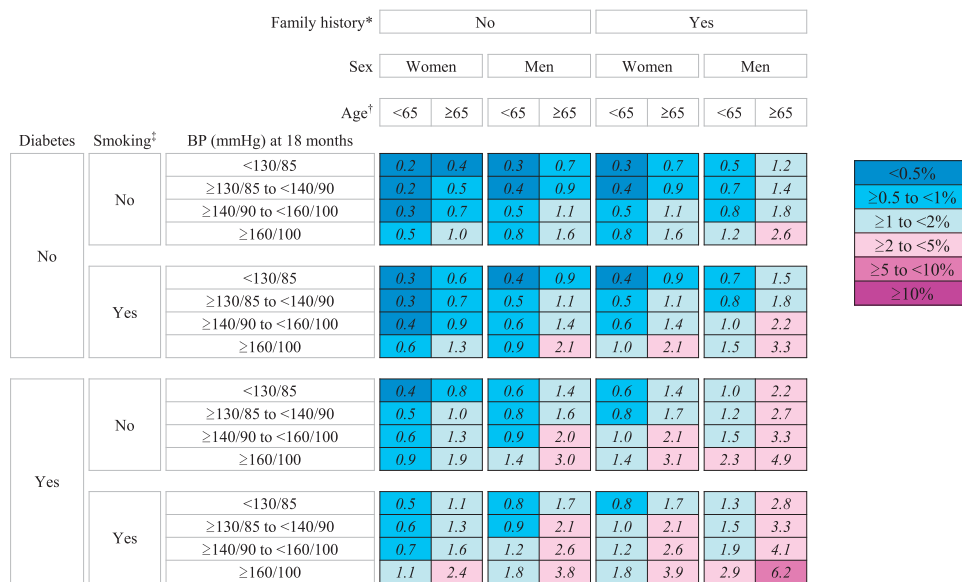 Family history* No Yes
Sex Women Men Women Men
Age† <65 ≥65 <65 ≥65 <65 ≥65 <65 ≥65
Diabetes Smoking‡ BP (mmHg) at 18 months
<130/85 0.2 0.4 0.3 0.7 0.3 0.7 0.5 1.2
≥130/85 to <140/90 0.2 0.5 0.4 0.9 0.4 0.9 0.7 1.4
No
≥140/90 to <160/100 0.3 0.7 0.5 1.1 0.5 1.1 0.8 1.8
≥160/100 0.5 1.0 0.8 1.6 0.8 1.6 1.2 2.6
No
<130/85 0.3 0.6 0.4 0.9 0.4 0.9 0.7 1.5
≥130/85 to <140/90 0.3 0.7 0.5 1.1 0.5 1.1 0.8 1.8
Yes
≥140/90 to <160/100 0.4 0.9 0.6 1.4 0.6 1.4 1.0 2.2
≥160/100 0.6 1.3 0.9 2.1 1.0 2.1 1.5 3.3
<130/85 0.4 0.8 0.6 1.4 0.6 1.4 1.0 2.2
≥130/85 to <140/90 0.5 1.0 0.8 1.6 0.8 1.7 1.2 2.7
No
≥140/90 to <160/100 0.6 1.3 0.9 2.0 1.0 2.1 1.5 3.3
≥160/100 0.9 1.9 1.4 3.0 1.4 3.1 2.3 4.9
Yes
<130/85 0.5 1.1 0.8 1.7 0.8 1.7 1.3 2.8
≥130/85 to <140/90 0.6 1.3 0.9 2.1 1.0 2.1 1.5 3.3
Yes
≥140/90 to <160/100 0.7 1.6 1.2 2.6 1.2 2.6 1.9 4.1
≥160/100 1.1 2.4 1.8 3.8 1.8 3.9 2.9 6.2
<0.5%
≥0.5 to <1%
≥1 to <2%
≥2 to <5%
≥5 to <10%
≥10%